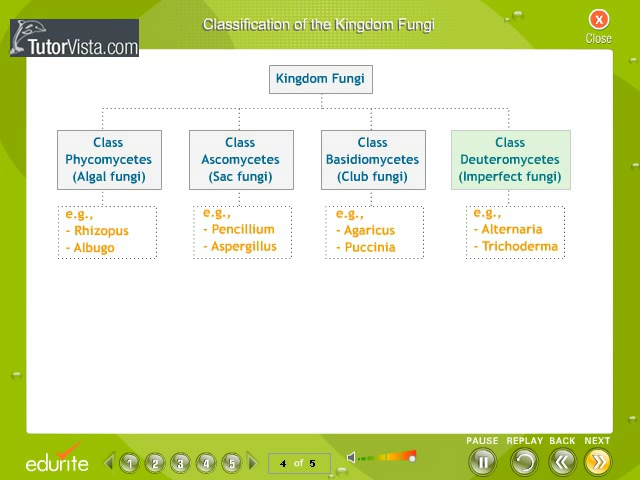 Classification of the Kingdom Fungi
Close
TutorVista.com
Kingdom Fungi
Class
Phycomycetes
(Algal fungi)
Class
Ascomycetes
(Sac fungi)
Class
Basidiomycetes
(Club fungi)
Class
Deuteromycetes
(Imperfect fungi)
e.g.,
- Rhizopus
- Albugo
e.g.,
- Pencillium
- Aspergillus
e.g.,
- Agaricus
- Puccinia
e.g.,
- Alternaria
- Trichoderma
edurite
1 2 3 4 5
4 of 5
PAUSE REPLAY BACK NEXT